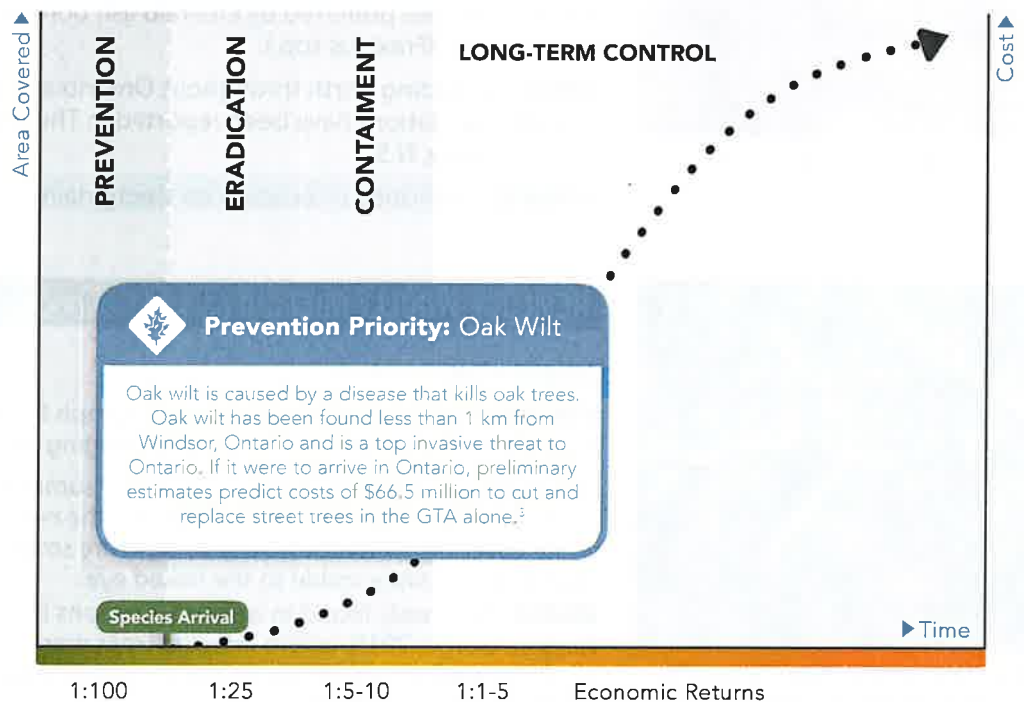 Area Covered ▶
PREVENTION
ERADICATION
CONTAIMENT
LONG-TERM CONTROL
Cost ▶
Prevention Priority: Oak Wilt
Oak wilt is caused by a disease that kills oak trees.
Oak wilt has been found less than 1 km from
Windsor, Ontario and is a top invasive threat to
Ontario. If it were to arrive in Ontario, preliminary
estimates predict costs of $66.5 million to cut and
replace street trees in the GTA alone.³
Species Arrival
▶ Time
1:100 1:25 1:5-10 1:1-5 Economic Returns